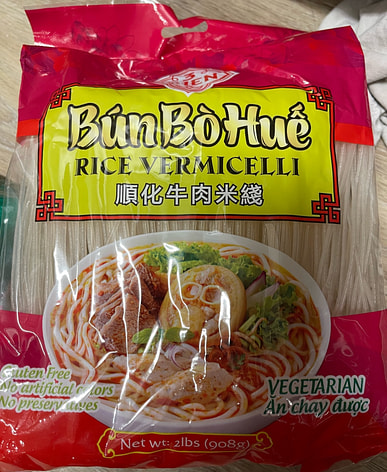 Bún Bò Huế
RICE VERMICELLI
順化牛肉米綫
Gluten Free
No artificial colors
No preservatives
VEGETARIAN
Ăn chay được
Net wt: 2lbs (908g)